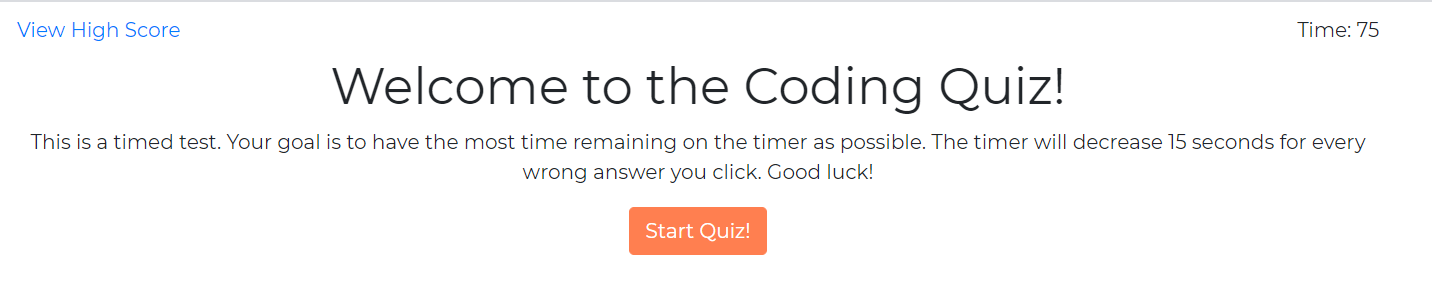 View High Score
Time: 75
Welcome to the Coding Quiz!
This is a timed test. Your goal is to have the most time remaining on the timer as possible. The timer will decrease 15 seconds for every
wrong answer you click. Good luck!
Start Quiz!